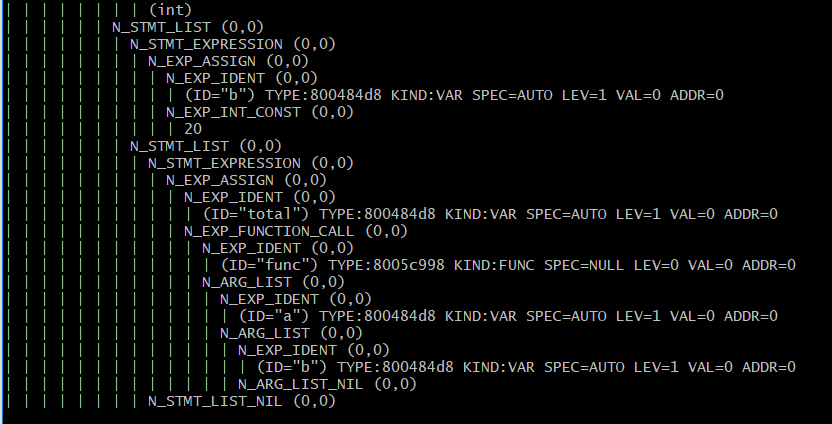 | | | | | | | | (int)
| | | | | | N_STMT_LIST (0,0)
| | | | | | | N_STMT_EXPRESSION (0,0)
| | | | | | | | N_EXP_ASSIGN (0,0)
| | | | | | | | | N_EXP_IDENT (0,0)
| | | | | | | | | | (ID="b") TYPE:800484d8 KIND:VAR SPEC=AUTO LEV=1 VAL=0 ADDR=0
| | | | | | | | | N_EXP_INT_CONST (0,0)
| | | | | | | | | | 20
| | | | | | | N_STMT_LIST (0,0)
| | | | | | | | N_STMT_EXPRESSION (0,0)
| | | | | | | | | N_EXP_ASSIGN (0,0)
| | | | | | | | | | N_EXP_IDENT (0,0)
| | | | | | | | | | | (ID="total") TYPE:800484d8 KIND:VAR SPEC=AUTO LEV=1 VAL=0 ADDR=0
| | | | | | | | | | N_EXP_FUNCTION_CALL (0,0)
| | | | | | | | | | | N_EXP_IDENT (0,0)
| | | | | | | | | | | | (ID="func") TYPE:8005c998 KIND:FUNC SPEC=NULL LEV=0 VAL=0 ADDR=0
| | | | | | | | | | | N_ARG_LIST (0,0)
| | | | | | | | | | | | N_EXP_IDENT (0,0)
| | | | | | | | | | | | | (ID="a") TYPE:800484d8 KIND:VAR SPEC=AUTO LEV=1 VAL=0 ADDR=0
| | | | | | | | | | | | N_ARG_LIST (0,0)
| | | | | | | | | | | | | N_EXP_IDENT (0,0)
| | | | | | | | | | | | | | (ID="b") TYPE:800484d8 KIND:VAR SPEC=AUTO LEV=1 VAL=0 ADDR=0
| | | | | | | | | | | | | N_ARG_LIST_NIL (0,0)
| | | | | | | | N_STMT_LIST_NIL (0,0)